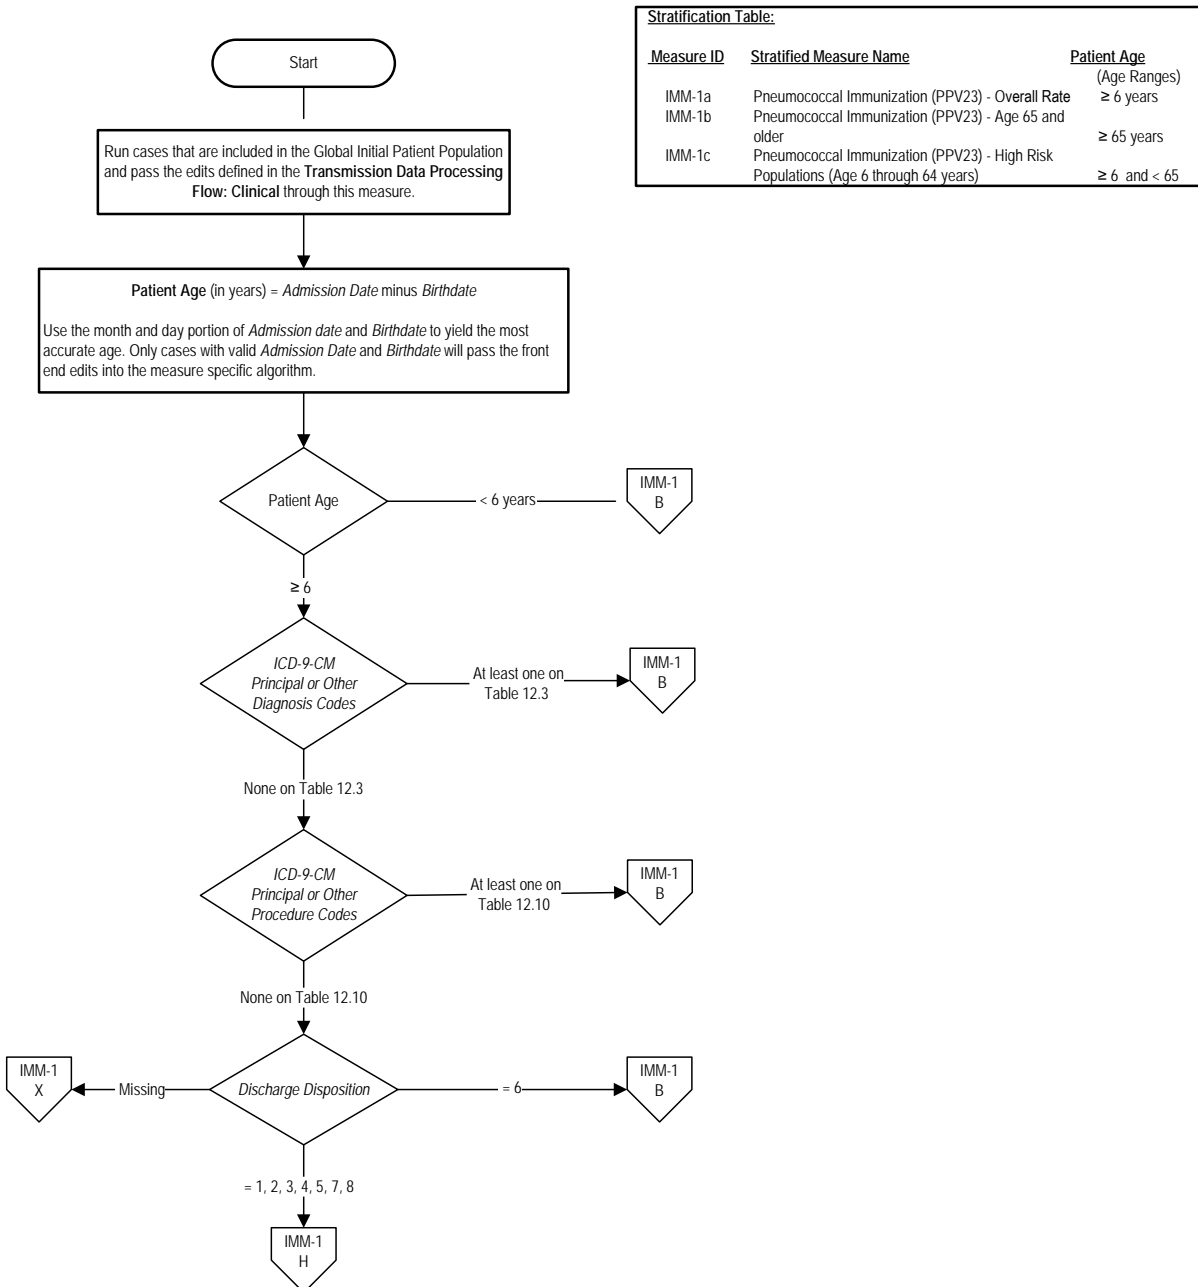 Stratification Table:
Measure ID Stratified Measure Name Patient Age
(Age Ranges)
IMM-1a Pneumococcal Immunization (PPV23) - Overall Rate ≥ 6 years
IMM-1b Pneumococcal Immunization (PPV23) - Age 65 and
older ≥ 65 years
IMM-1c Pneumococcal Immunization (PPV23) - High Risk
Populations (Age 6 through 64 years) ≥ 6 and < 65
Start
Run cases that are included in the Global Initial Patient Population
and pass the edits defined in the Transmission Data Processing
Flow: Clinical through this measure.
Patient Age (in years) = Admission Date minus Birthdate
Use the month and day portion of Admission date and Birthdate to yield the most
accurate age. Only cases with valid Admission Date and Birthdate will pass the front
end edits into the measure specific algorithm.
Patient Age
< 6 years
IMM-1
B
≥ 6
ICD-9-CM
Principal or Other
Diagnosis Codes
At least one on
Table 12.3
IMM-1
B
None on Table 12.3
ICD-9-CM
Principal or Other
Procedure Codes
At least one on
Table 12.10
IMM-1
B
None on Table 12.10
IMM-1
X
Missing
Discharge Disposition
= 6
IMM-1
B
= 1, 2, 3, 4, 5, 7, 8
IMM-1
H